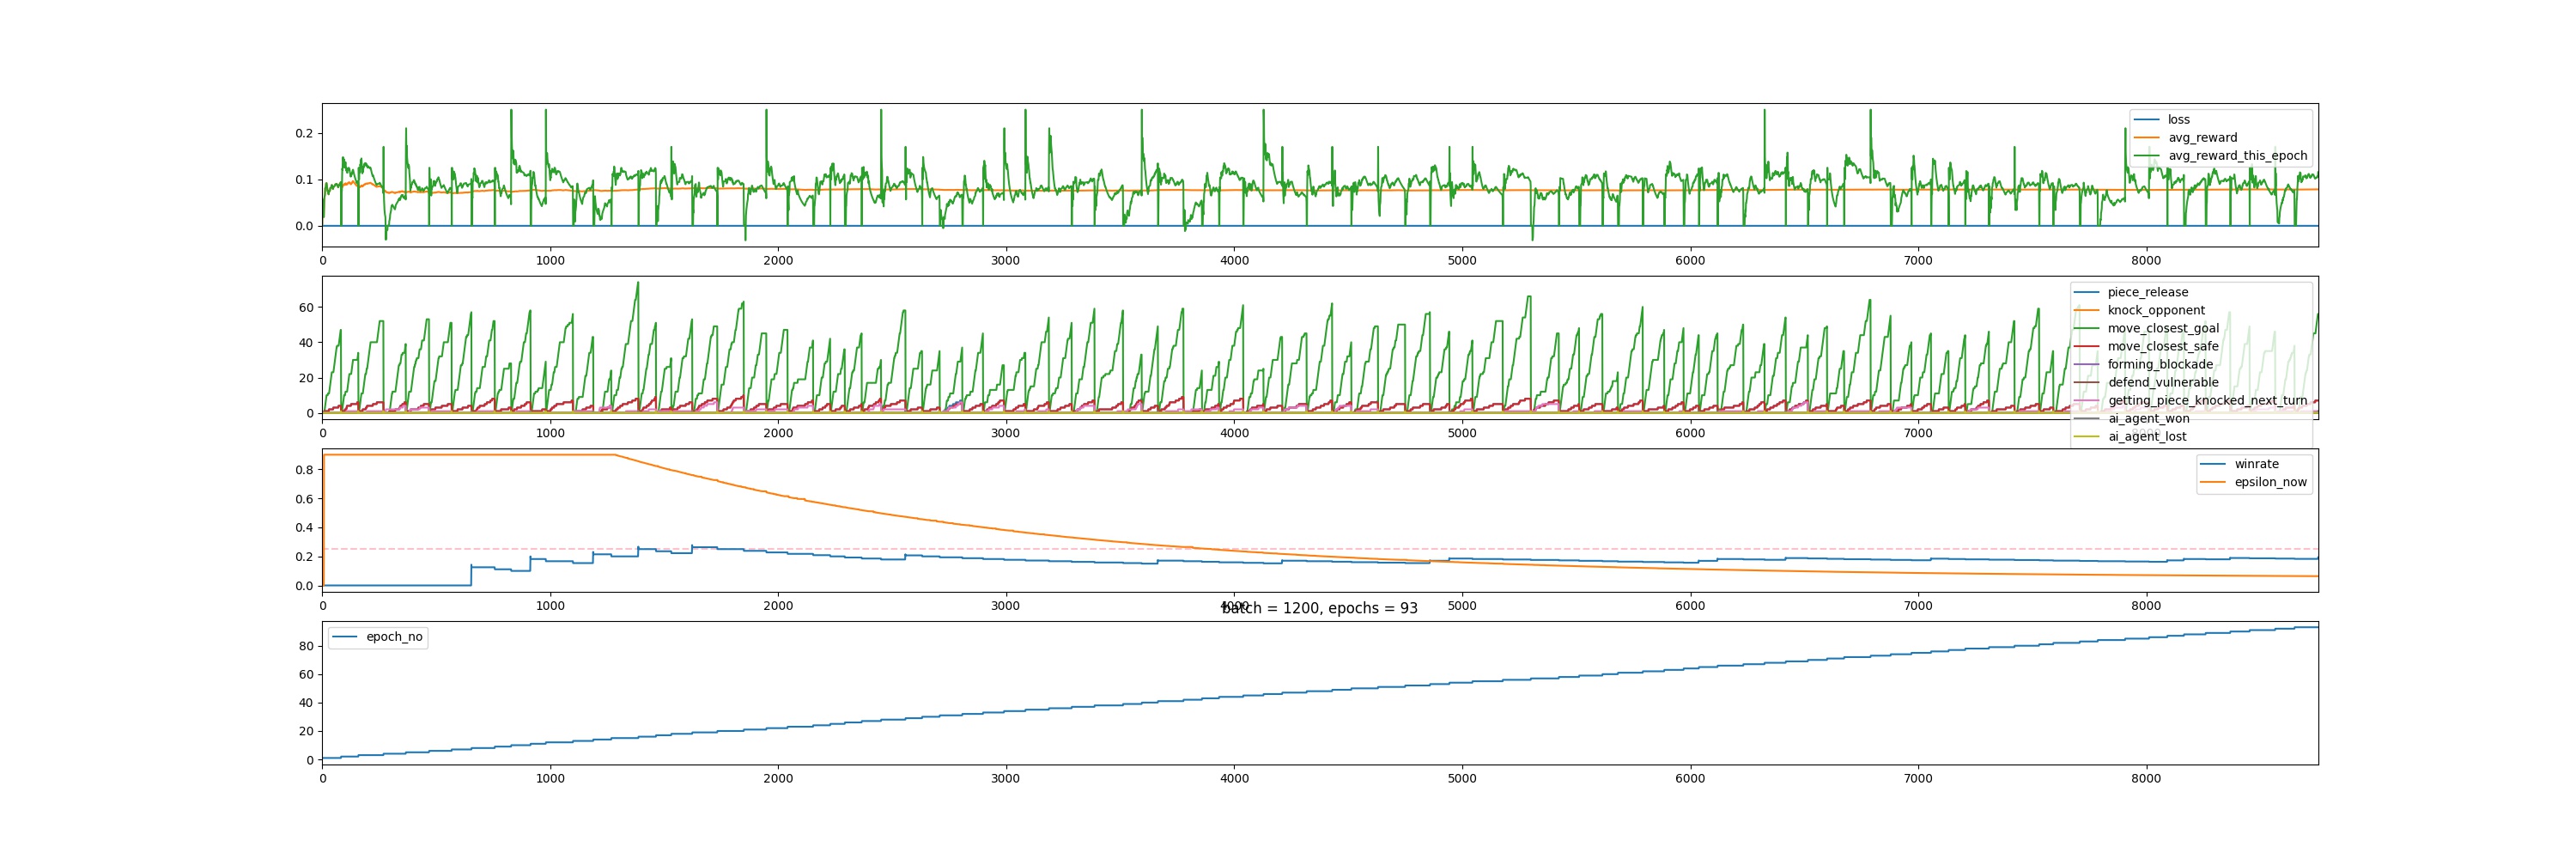 0.2
0.1
0.0
loss
avg_reward
avg_reward_this_epoch
0 1000 2000 3000 4000 5000 6000 7000 8000
60
40
20
0
piece_release
knock_opponent
move_closest_goal
move_closest_safe
forming_blockade
defend_vulnerable
getting_piece_knocked_next_turn
ai_agent_won
ai_agent_lost
0 1000 2000 3000 4000 5000 6000 7000 8000
0.8
0.6
0.4
0.2
0.0
winrate
epsilon_now
0 1000 2000 3000 4000 5000 6000 7000 8000
batch = 1200, epochs = 93
80
60
40
20
0
epoch_no
0 1000 2000 3000 4000 5000 6000 7000 8000